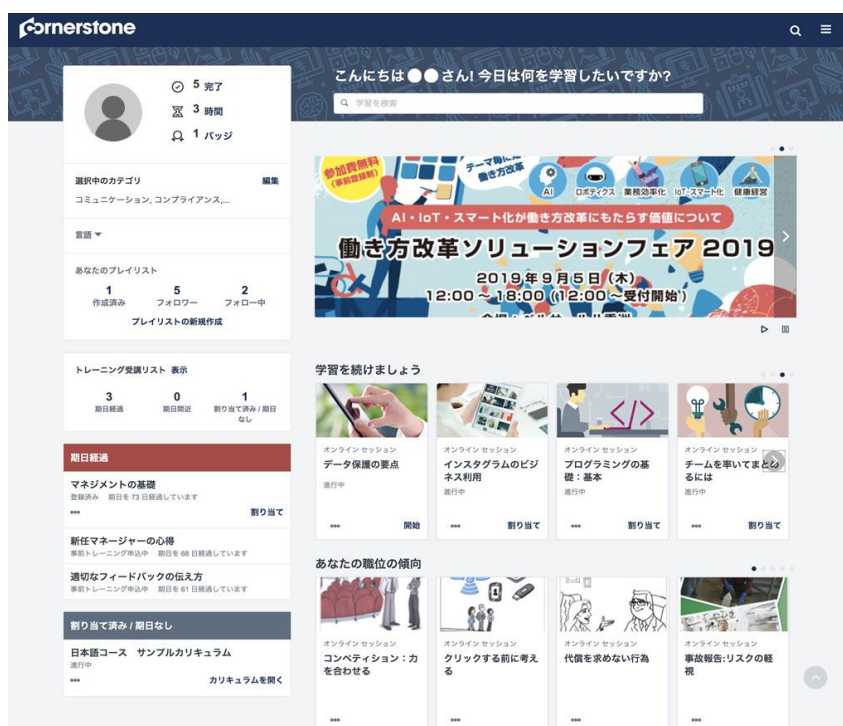 Cornerstone
5 完了
3 時間
1 バッジ
選択中のカテゴリ 編集
コミュニケーション, コンプライアンス,...
言語
あなたのプレイリスト
1 5 2
作成済み フォロワー フォロー中
プレイリストの新規作成
トレーニング受講リスト 表示
3 0 1
期日経過 期日間近 割り当て済み / 期日
なし
期日経過
マネジメントの基礎
登録済み 期日を 73 日経過しています
割り当て
新任マネージャーの心得
事前トレーニング申込中 期日を 68 日経過しています
適切なフィードバックの伝え方
事前トレーニング申込中 期日を 61 日経過しています
割り当て済み / 期日なし
日本語コース サンプルカリキュラム
進行中
カリキュラムを開く
こんにちは●●さん! 今日は何を学習したいですか?
学習を検索
参加費無料
(事前登録制)
テーマ毎に
働き方改革
AI ロボティクス 業務効率化 IoT・スマート化 健康経営
AI・IoT・スマート化が働き方改革にもたらす価値について
働き方改革ソリューションフェア 2019
2019年9月5日(木)
12:00~18:00 (12:00~受付開始)
学習を続けましょう
オンライン セッション
データ保護の要点
進行中
開始
オンライン セッション
インスタグラムのビジ
ネス利用
進行中
割り当て
オンライン セッション
プログラミングの基
礎:基本
進行中
割り当て
オンライン セッション
チームを率いてまとめ
るには
進行中
割り当て
あなたの職位の傾向
オンライン セッション
コンペティション:力
を合わせる
オンライン セッション
クリックする前に考え
る
オンライン セッション
代償を求めない行為
オンライン セッション
事故報告:リスクの軽
視